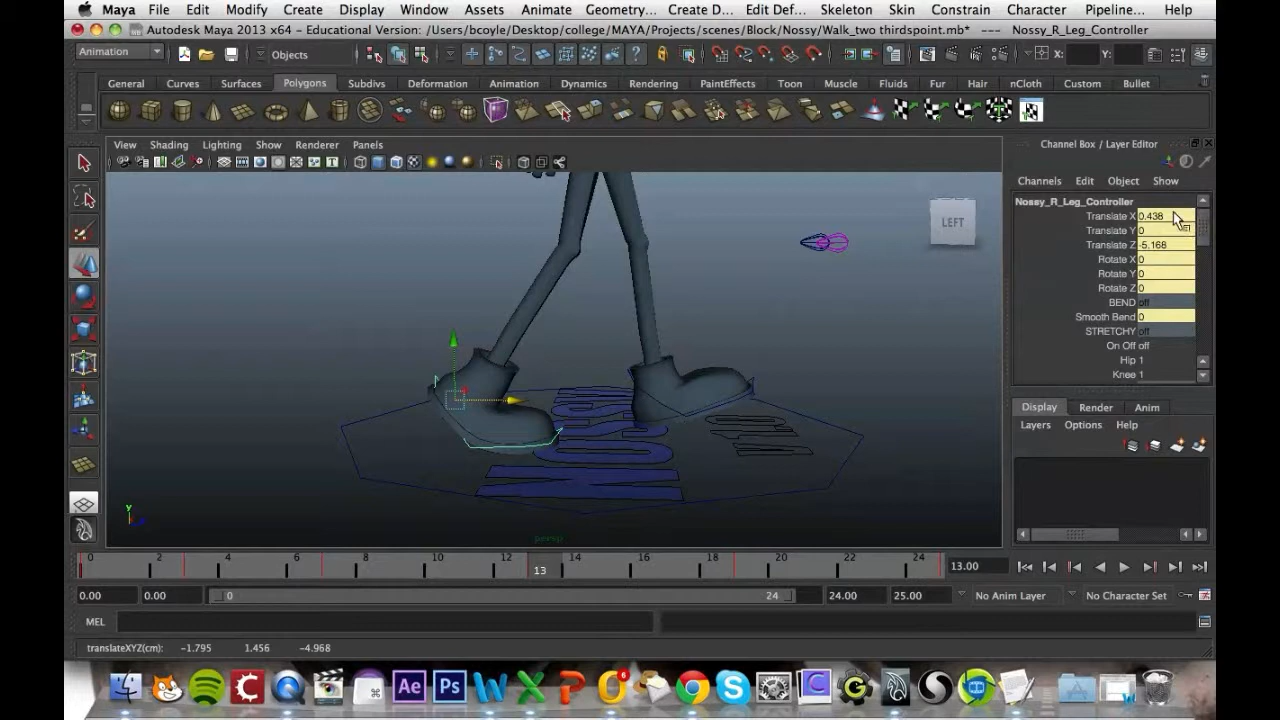 Maya File Edit Modify Create Display Window Assets Animate Geometry... Create D... Edit Def... Skeleton Skin Constrain Character Pipeline... Help
Autodesk Maya 2013 x64 - Educational Version: /Users/bcoyle/Desktop/college/MAYA/Projects/scenes/Block/Nossy/Walk_two thirdspoint.mb* --- Nossy_R_Leg_Controller
Animation Objects X: Y:
General Curves Surfaces Polygons Subdivs Deformation Animation Dynamics Rendering PaintEffects Toon Muscle Fluids Fur Hair nCloth Custom Bullet
View Shading Lighting Show Renderer Panels
Channel Box / Layer Editor
Channels Edit Object Show
Nossy_R_Leg_Controller
Translate X 0.438
Translate Y 0
Translate Z -5.168
Rotate X 0
Rotate Y 0
Rotate Z 0
BEND off
Smooth Bend 0
STRETCHY off
On Off off
Hip 1
Knee 1
LEFT
Display Render Anim
Layers Options Help
persp
0 2 4 6 8 10 12 14 16 18 20 22 24
13
13.00
0.00 0.00 0 24 24.00 25.00 No Anim Layer No Character Set
MEL
translateXYZ(cm): -1.795 1.456 -4.968
Ae Ps 6